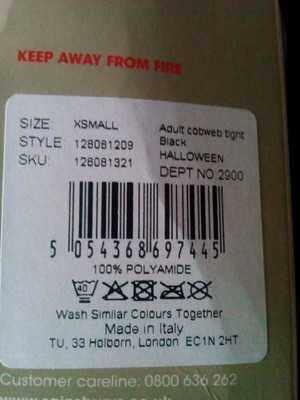 KEEP AWAY FROM FIRE
SIZE: XSMALL Adult cobweb tight
STYLE: 128081209 Black
SKU: 128081321 HALLOWEEN
DEPT NO:2900
5 054368 697445
100% POLYAMIDE
40
Wash Similar Colours Together
Made in Italy
TU, 33 Holborn, London EC1N 2HT
Customer careline: 0800 636 262